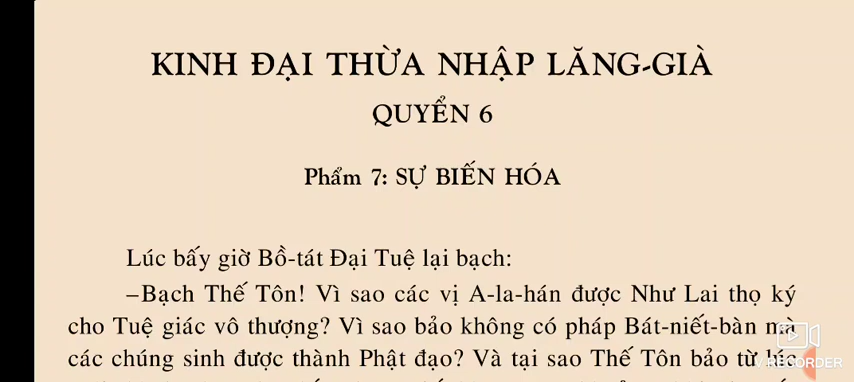 KINH ĐẠI THỪA NHẬP LĂNG-GIÀ
QUYỂN 6
Phẩm 7: SỰ BIẾN HÓA
Lúc bấy giờ Bồ-tát Đại Tuệ lại bạch:
–Bạch Thế Tôn! Vì sao các vị A-la-hán được Như Lai thọ ký
cho Tuệ giác vô thượng? Vì sao bảo không có pháp Bát-niết-bàn mà
các chúng sinh được thành Phật đạo? Và tại sao Thế Tôn bảo từ lúc
V RECORDER